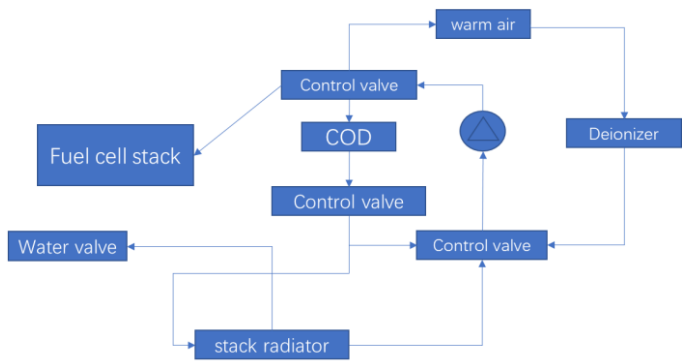 warm air
Control valve
COD
Deionizer
Fuel cell stack
Control valve
Water valve
Control valve
stack radiator